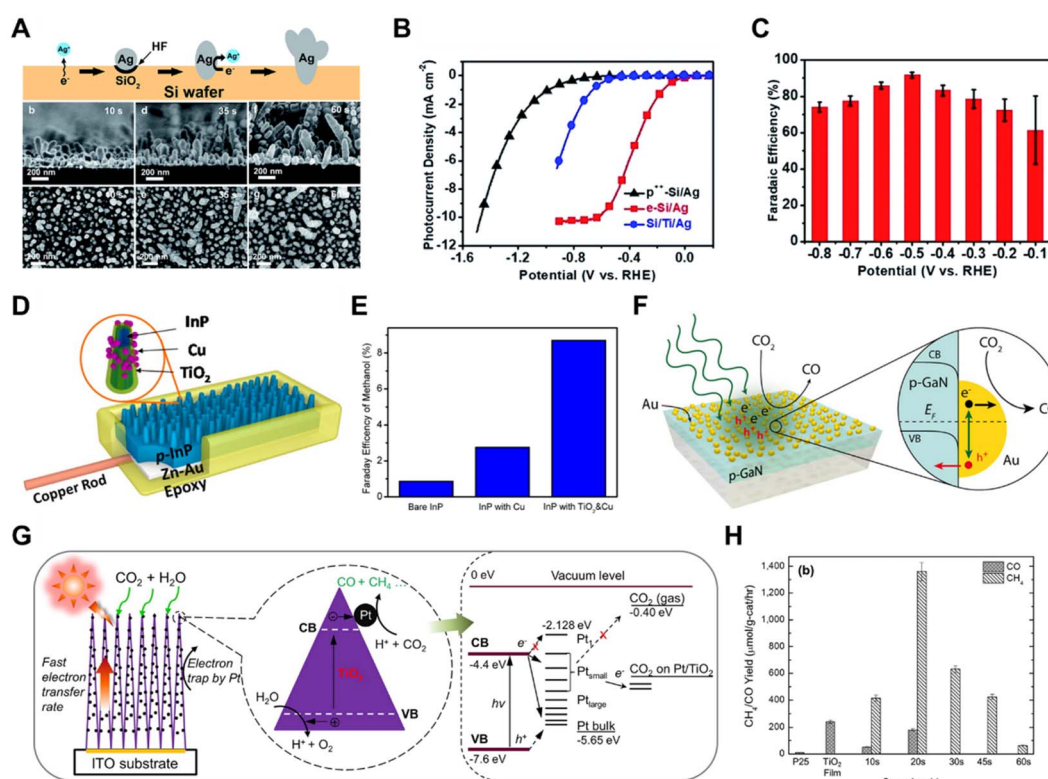 A
Ag⁺
Ag
HF
Ag
Ag⁺
Ag
e⁻
SiO₂
e⁻
Si wafer
b
10 s
d
35 s
f
60 s
200 nm
200 nm
200 nm
c
e
35 s
g
200 nm
200 nm
200 nm
B
Photocurrent Density (mA cm⁻²)
0
-2
-4
-6
-8
-10
-12
p⁺⁺-Si/Ag
e-Si/Ag
Si/Ti/Ag
-1.6
-1.2
-0.8
-0.4
0.0
Potential (V vs. RHE)
C
Faradaic Efficiency (%)
100
80
60
40
20
0
-0.8
-0.7
-0.6
-0.5
-0.4
-0.3
-0.2
-0.1
Potential (V vs. RHE)
D
InP
Cu
TiO₂
p-InP
Zn-Au
Epoxy
Copper Rod
E
Faraday Efficency of Methanol (%)
8
6
4
2
0
Bare InP
InP with Cu
InP with TiO₂&Cu
F
CO₂
CO
Au
e⁻
e⁻
e⁻
h⁺
h⁺
h⁺
p-GaN
CB
p-GaN
E_F
VB
CO₂
e⁻
h⁺
Au
G
CO₂ + H₂O
Fast
electron
transfer
rate
Electron
trap by Pt
ITO substrate
CO + CH₄ ...
Pt
CB
H⁺ + CO₂
TiO₂
H₂O
VB
H⁺ + O₂
0 eV
Vacuum level
CO₂ (gas)
-0.40 eV
-2.128 eV
CB
e⁻
X
X
Pt₁
-4.4 eV
Pt_small
e⁻
CO₂ on Pt/TiO₂
hν
Pt_large
Pt bulk
VB
h⁺
-5.65 eV
-7.6 eV
H
(b)
CO
CH₄
CH₄/CO Yield (μmol/g-cat/hr)
1,400
1,200
1,000
800
600
400
200
0
P25
TiO₂
Film
10s
20s
30s
45s
60s